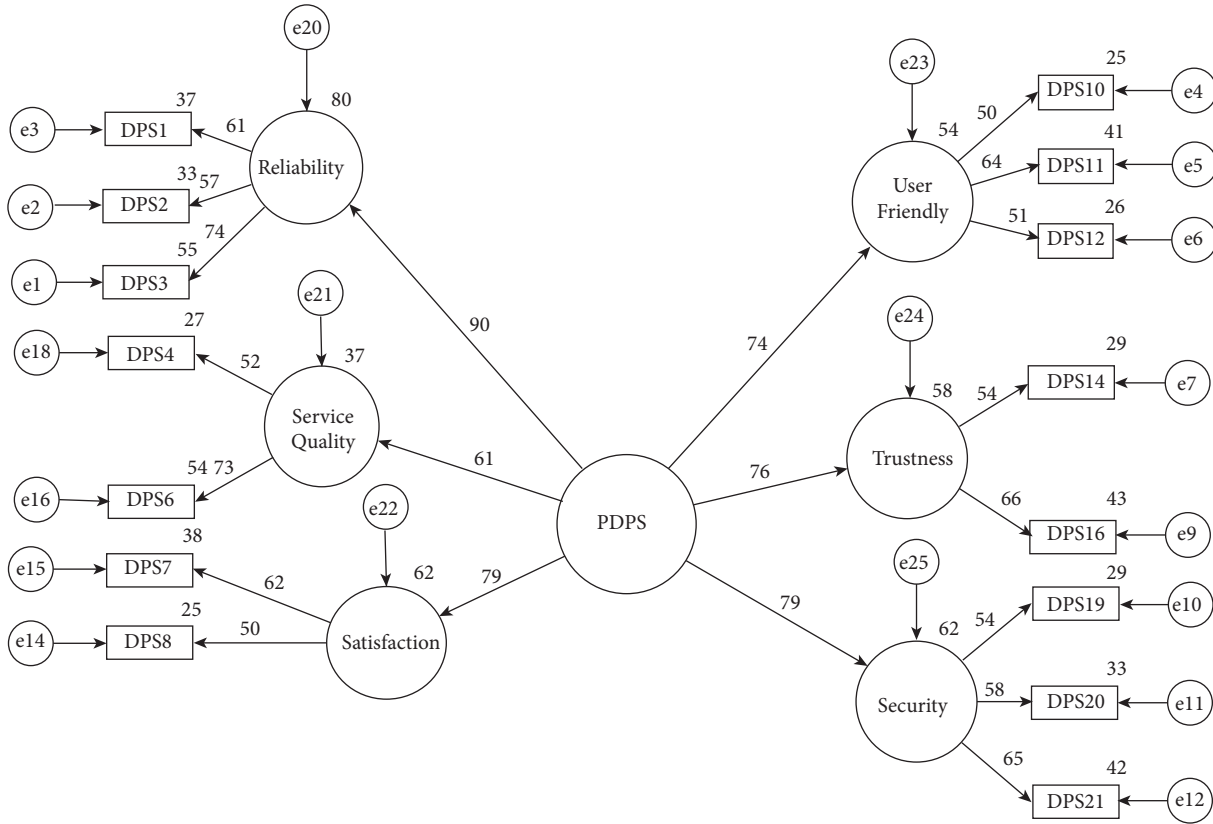 e20
80
37
e3
DPS1
61
Reliability
33
57
e2
DPS2
74
55
e1
DPS3
e21
27
e18
DPS4
52
37
Service
Quality
90
61
54
73
e16
DPS6
e22
38
e15
DPS7
62
62
79
25
e14
DPS8
50
Satisfaction
PDPS
e23
25
DPS10
e4
50
54
41
64
DPS11
e5
User
Friendly
26
51
DPS12
e6
74
e24
29
58
54
DPS14
e7
76
Trustness
66
43
DPS16
e9
e25
29
79
62
54
DPS19
e10
33
58
DPS20
e11
Security
65
42
DPS21
e12